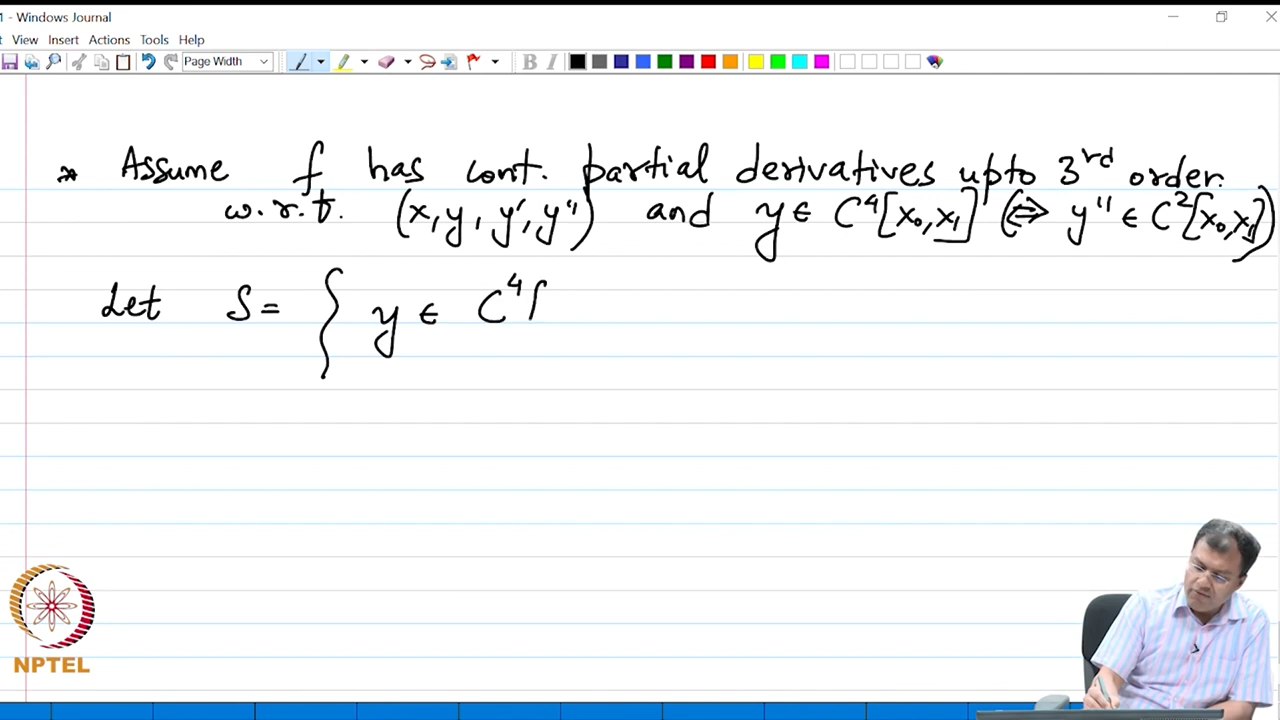 1 - Windows Journal
t View Insert Actions Tools Help
Page Width
B I
* Assume f has cont. partial derivatives upto 3rd order.
w.r.t. (x, y, y', y'') and y ∈ C⁴[x₀, x₁] (⇔ y'' ∈ C²[x₀, x₁])
Let S = { y ∈ C⁴[
NPTEL